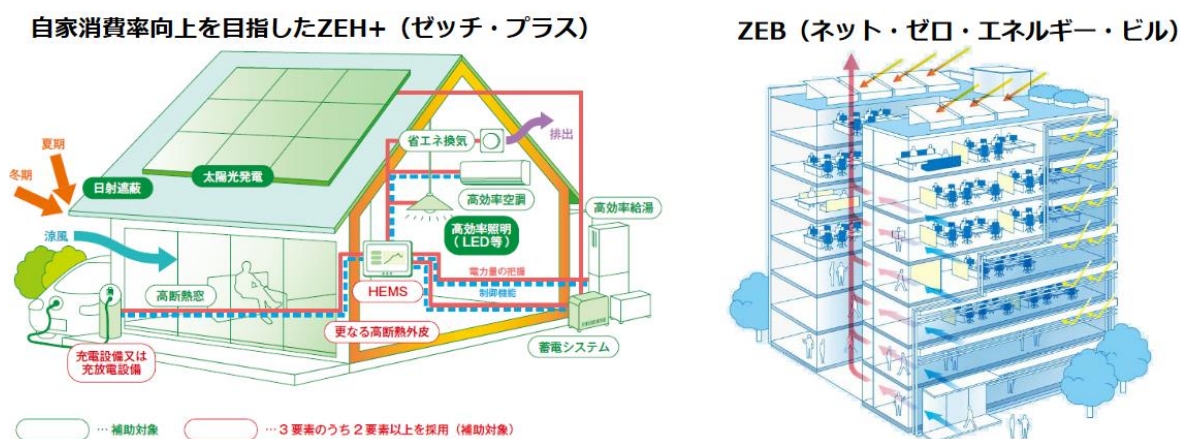 自家消費率向上を目指したZEH+（ゼッチ・プラス）
ZEB（ネット・ゼロ・エネルギー・ビル）
夏期
冬期
日射遮蔽
太陽光発電
省エネ換気
排出
高効率空調
高効率給湯
高効率照明
（LED等）
涼風
電力量の把握
制御機能
高断熱窓
HEMS
更なる高断熱外皮
充電設備又は
充放電設備
蓄電システム
…補助対象
…3要素のうち2要素以上を採用（補助対象）